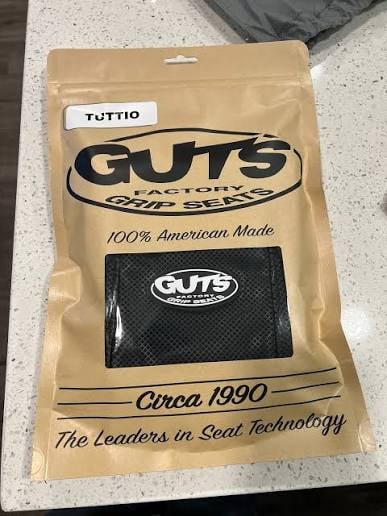 TUTTIO
GUTS
FACTORY
GRIP SEATS
100% American Made
GUTS
FACTORY
GRIP SEATS
Circa 1990
The Leaders in Seat Technology